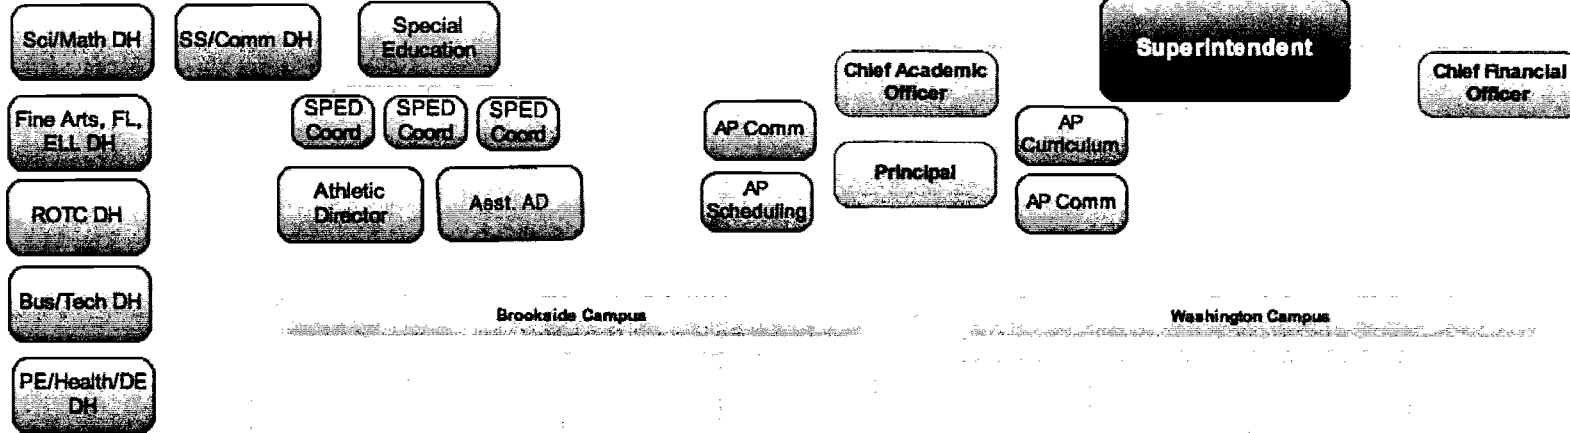 Sci/Math DH
SS/Comm DH
Special
Education
Superintendent
Chief Academic
Officer
Chief Financial
Officer
Fine Arts, FL,
ELL DH
SPED
Coord
SPED
Coord
SPED
Coord
AP Comm
AP
Curriculum
Principal
Athletic
Director
Asst. AD
AP
Scheduling
AP Comm
ROTC DH
Bus/Tech DH
Brookside Campus
Washington Campus
PE/Health/DE
DH